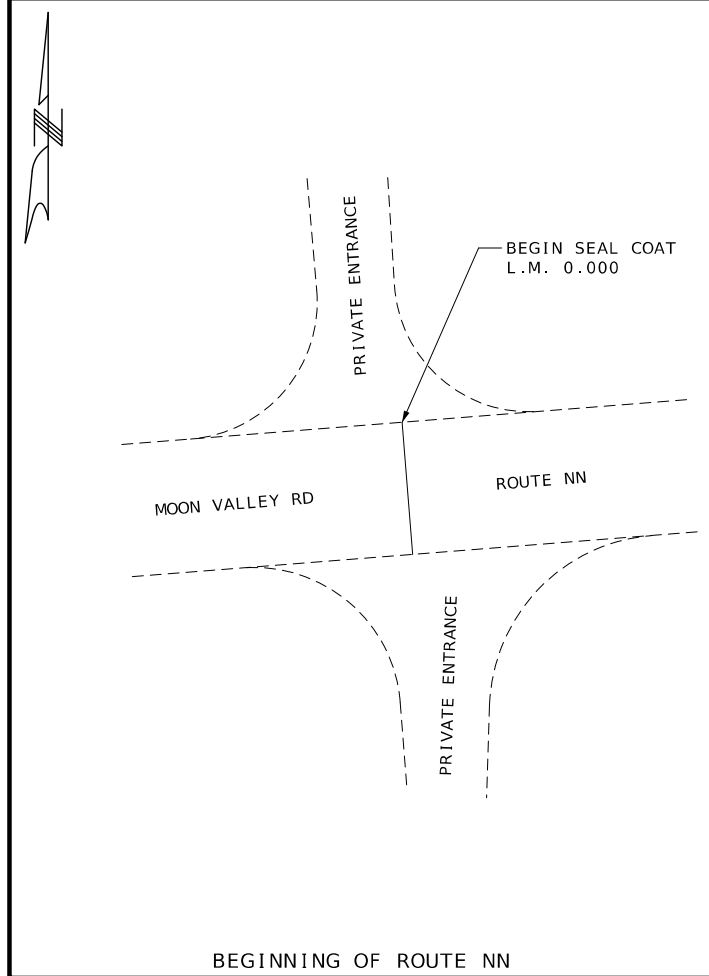 N
PRIVATE ENTRANCE
BEGIN SEAL COAT
L.M. 0.000
MOON VALLEY RD
ROUTE NN
PRIVATE ENTRANCE
BEGINNING OF ROUTE NN